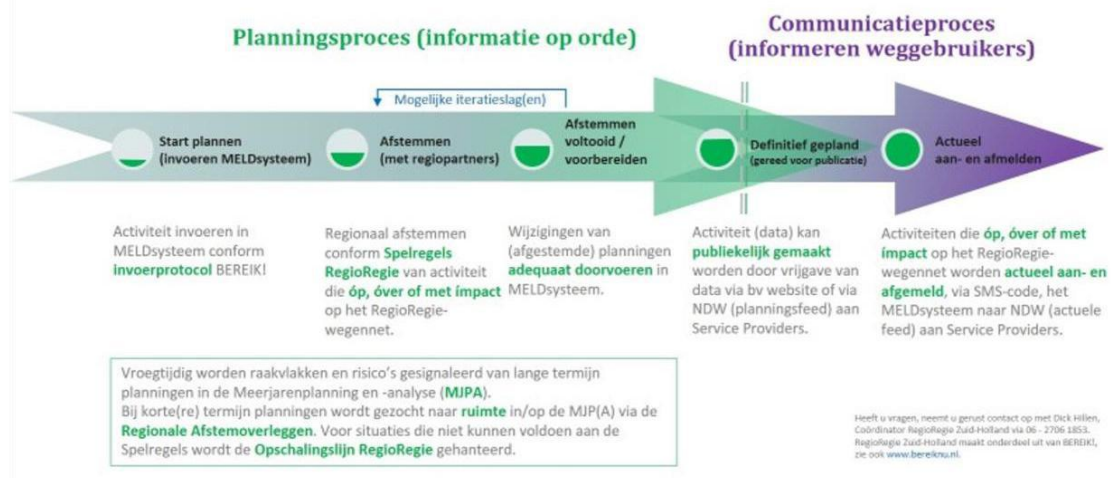 Planningsproces (informatie op orde)
Communicatieproces
(informeren weggebruikers)
Mogelijke iteratieslag(en)
Start plannen
(invoeren MELDsysteem)
Afstemmen
(met regiopartners)
Afstemmen
voltooid /
voorbereiden
Definitief gepland
(gereed voor publicatie)
Actueel
aan- en afmelden
Activiteit invoeren in
MELDsysteem conform
invoerprotocol BEREIK!
Regionaal afstemmen
conform Spelregels
RegioRegie van activiteit
die óp, óver of met ímpact
op het RegioRegie-
wegennet.
Wijzigingen van
(afgestemde) planningen
adequaat doorvoeren in
MELDsysteem.
Activiteit (data) kan
publiekelijk gemaakt
worden door vrijgave van
data via bv website of via
NDW (planningsfeed) aan
Service Providers.
Activiteiten die óp, óver of met
ímpact op het RegioRegie-
wegennet worden actueel aan- en
afgemeld, via SMS-code, het
MELDsysteem naar NDW (actuele
feed) aan Service Providers.
Vroegtijdig worden raakvlakken en risico's gesignaleerd van lange termijn
planningen in de Meerjarenplanning en -analyse (MJPA).
Bij korte(re) termijn planningen wordt gezocht naar ruimte in/op de MJP(A) via de
Regionale Afstemoverleggen. Voor situaties die niet kunnen voldoen aan de
Spelregels wordt de Opschalingslijn RegioRegie gehanteerd.
Heeft u vragen, neemt u gerust contact op met Dick Hillen,
Coördinator RegioRegie Zuid-Holland via 06 - 2706 1853.
RegioRegie Zuid-Holland maakt onderdeel uit van BEREIK!,
zie ook www.bereiknu.nl.